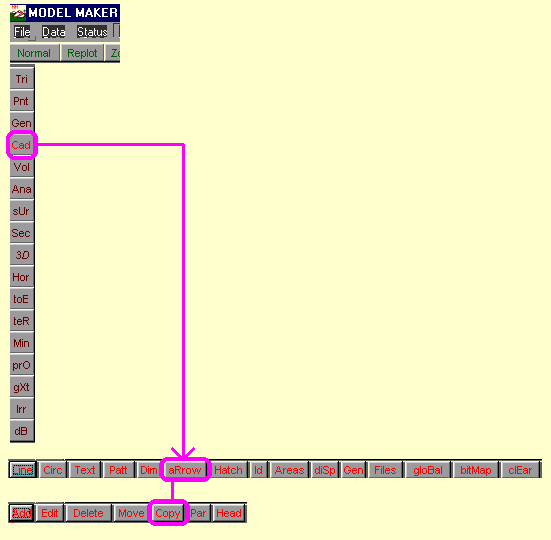 MODEL MAKER
File Data Status
Normal Replot
Tri
Pnt
Gen
Cad
Vol
Ana
sUr
Sec
3D
Hor
toE
teR
Min
prO
gXt
Irr
dB
Line Circ Text Patt Dim aRrow Hatch Id Areas diSp Gen Files gloBal bitMap clEar
Add Edit Delete Move Copy Par Head